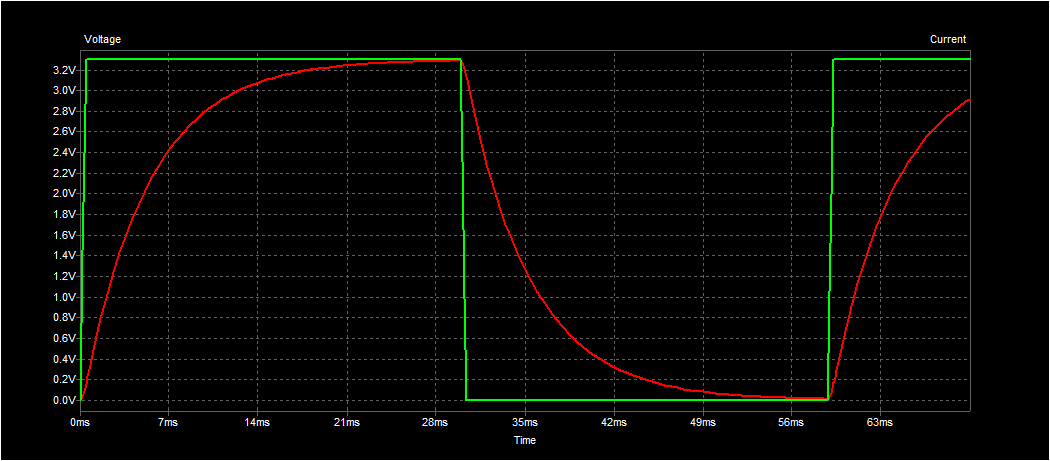 Voltage Current
3.2V
3.0V
2.8V
2.6V
2.4V
2.2V
2.0V
1.8V
1.6V
1.4V
1.2V
1.0V
0.8V
0.6V
0.4V
0.2V
0.0V
0ms 7ms 14ms 21ms 28ms 35ms 42ms 49ms 56ms 63ms
Time